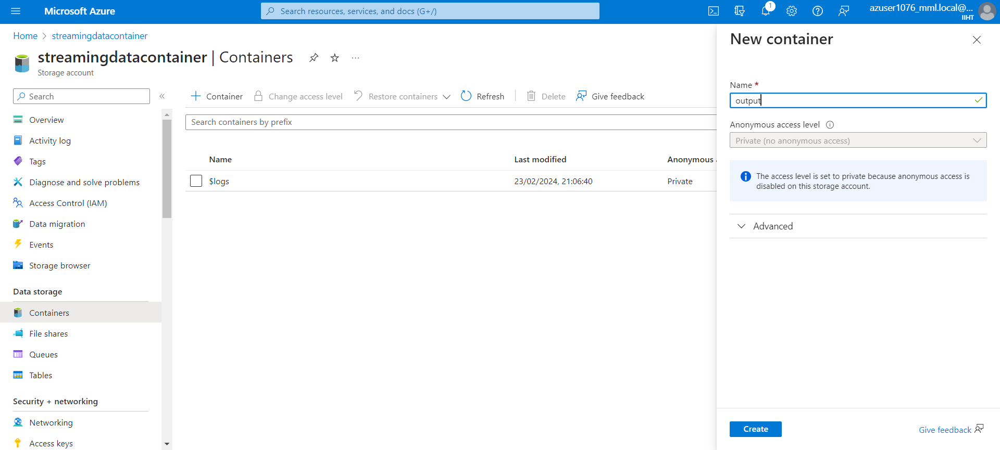 Microsoft Azure
Search resources, services, and docs (G+/)
1
azuser1076_mml.local@...
IIHT
Home
streamingdatacontainer
streamingdatacontainer | Containers
...
Storage account
Search
«
Overview
Activity log
Tags
Diagnose and solve problems
Access Control (IAM)
Data migration
Events
Storage browser
Data storage
Containers
File shares
Queues
Tables
Security + networking
Networking
Access keys
Container
Change access level
Restore containers
Refresh
Delete
Give feedback
Search containers by prefix
Name Last modified Anonymous
$logs 23/02/2024, 21:06:40 Private
New container
Name *
output
Anonymous access level
Private (no anonymous access)
The access level is set to private because anonymous access is
disabled on this storage account.
Advanced
Create
Give feedback